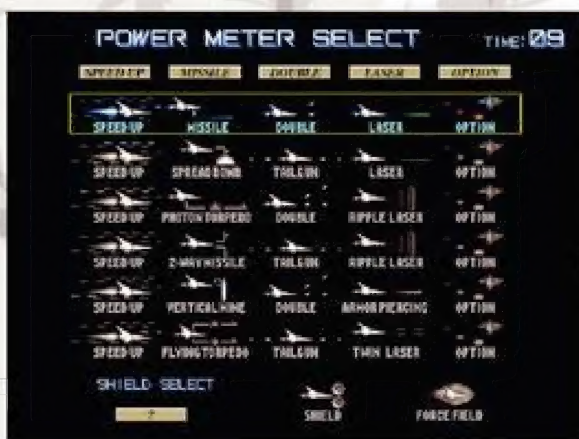 POWER METER SELECT TIME:09
SPEED UP MISSILE DOUBLE LASER OPTION
SPEED UP MISSILE DOUBLE LASER OPTION
SPEED UP SPREAD BOMB TAILGUN LASER OPTION
SPEED UP PHOTON TORPEDO DOUBLE RIPPLE LASER OPTION
SPEED UP 2-WAY MISSILE TAILGUN RIPPLE LASER OPTION
SPEED UP VERTICAL MINE DOUBLE ARMOR PIERCING OPTION
SPEED UP FLYING TORPEDO TAILGUN TWIN LASER OPTION
SHIELD SELECT
? SHIELD FORCE FIELD